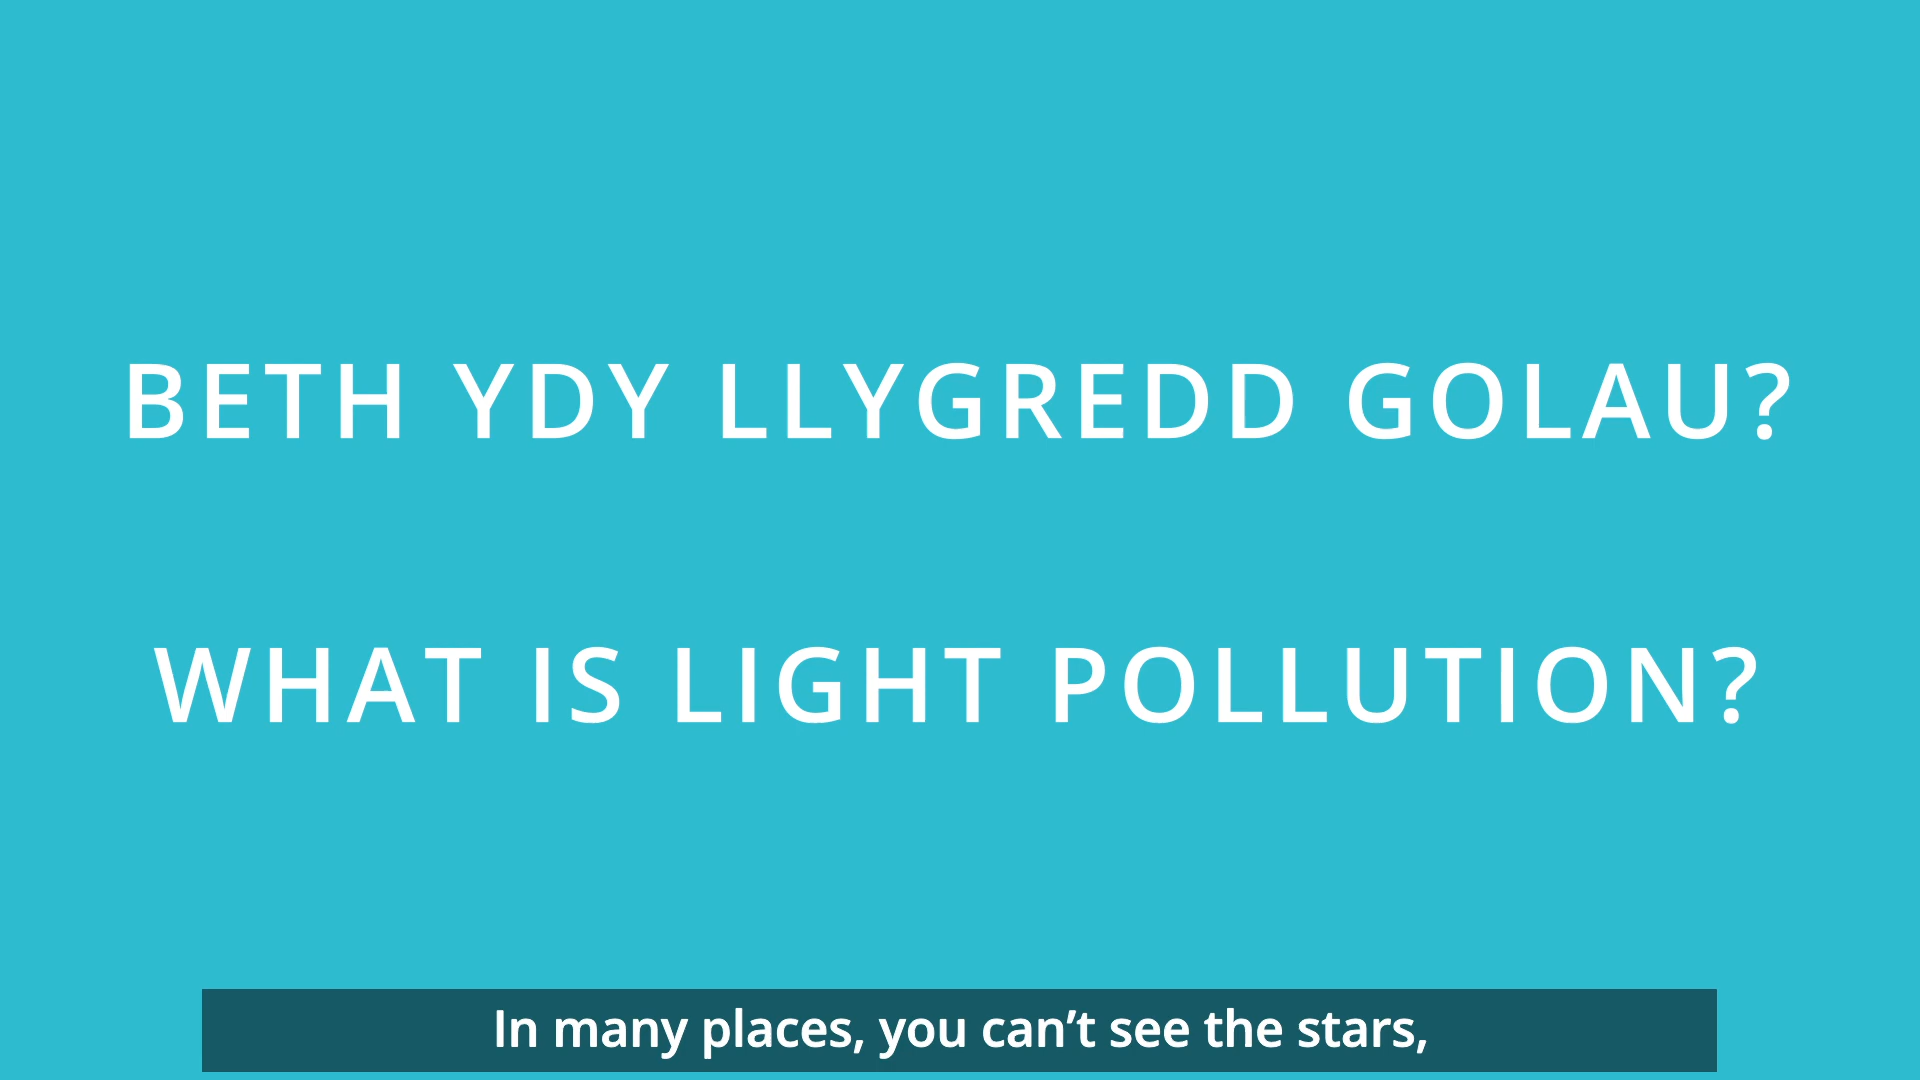 BETH YDY LLYGREDD GOLAU?
WHAT IS LIGHT POLLUTION?
In many places, you can’t see the stars,